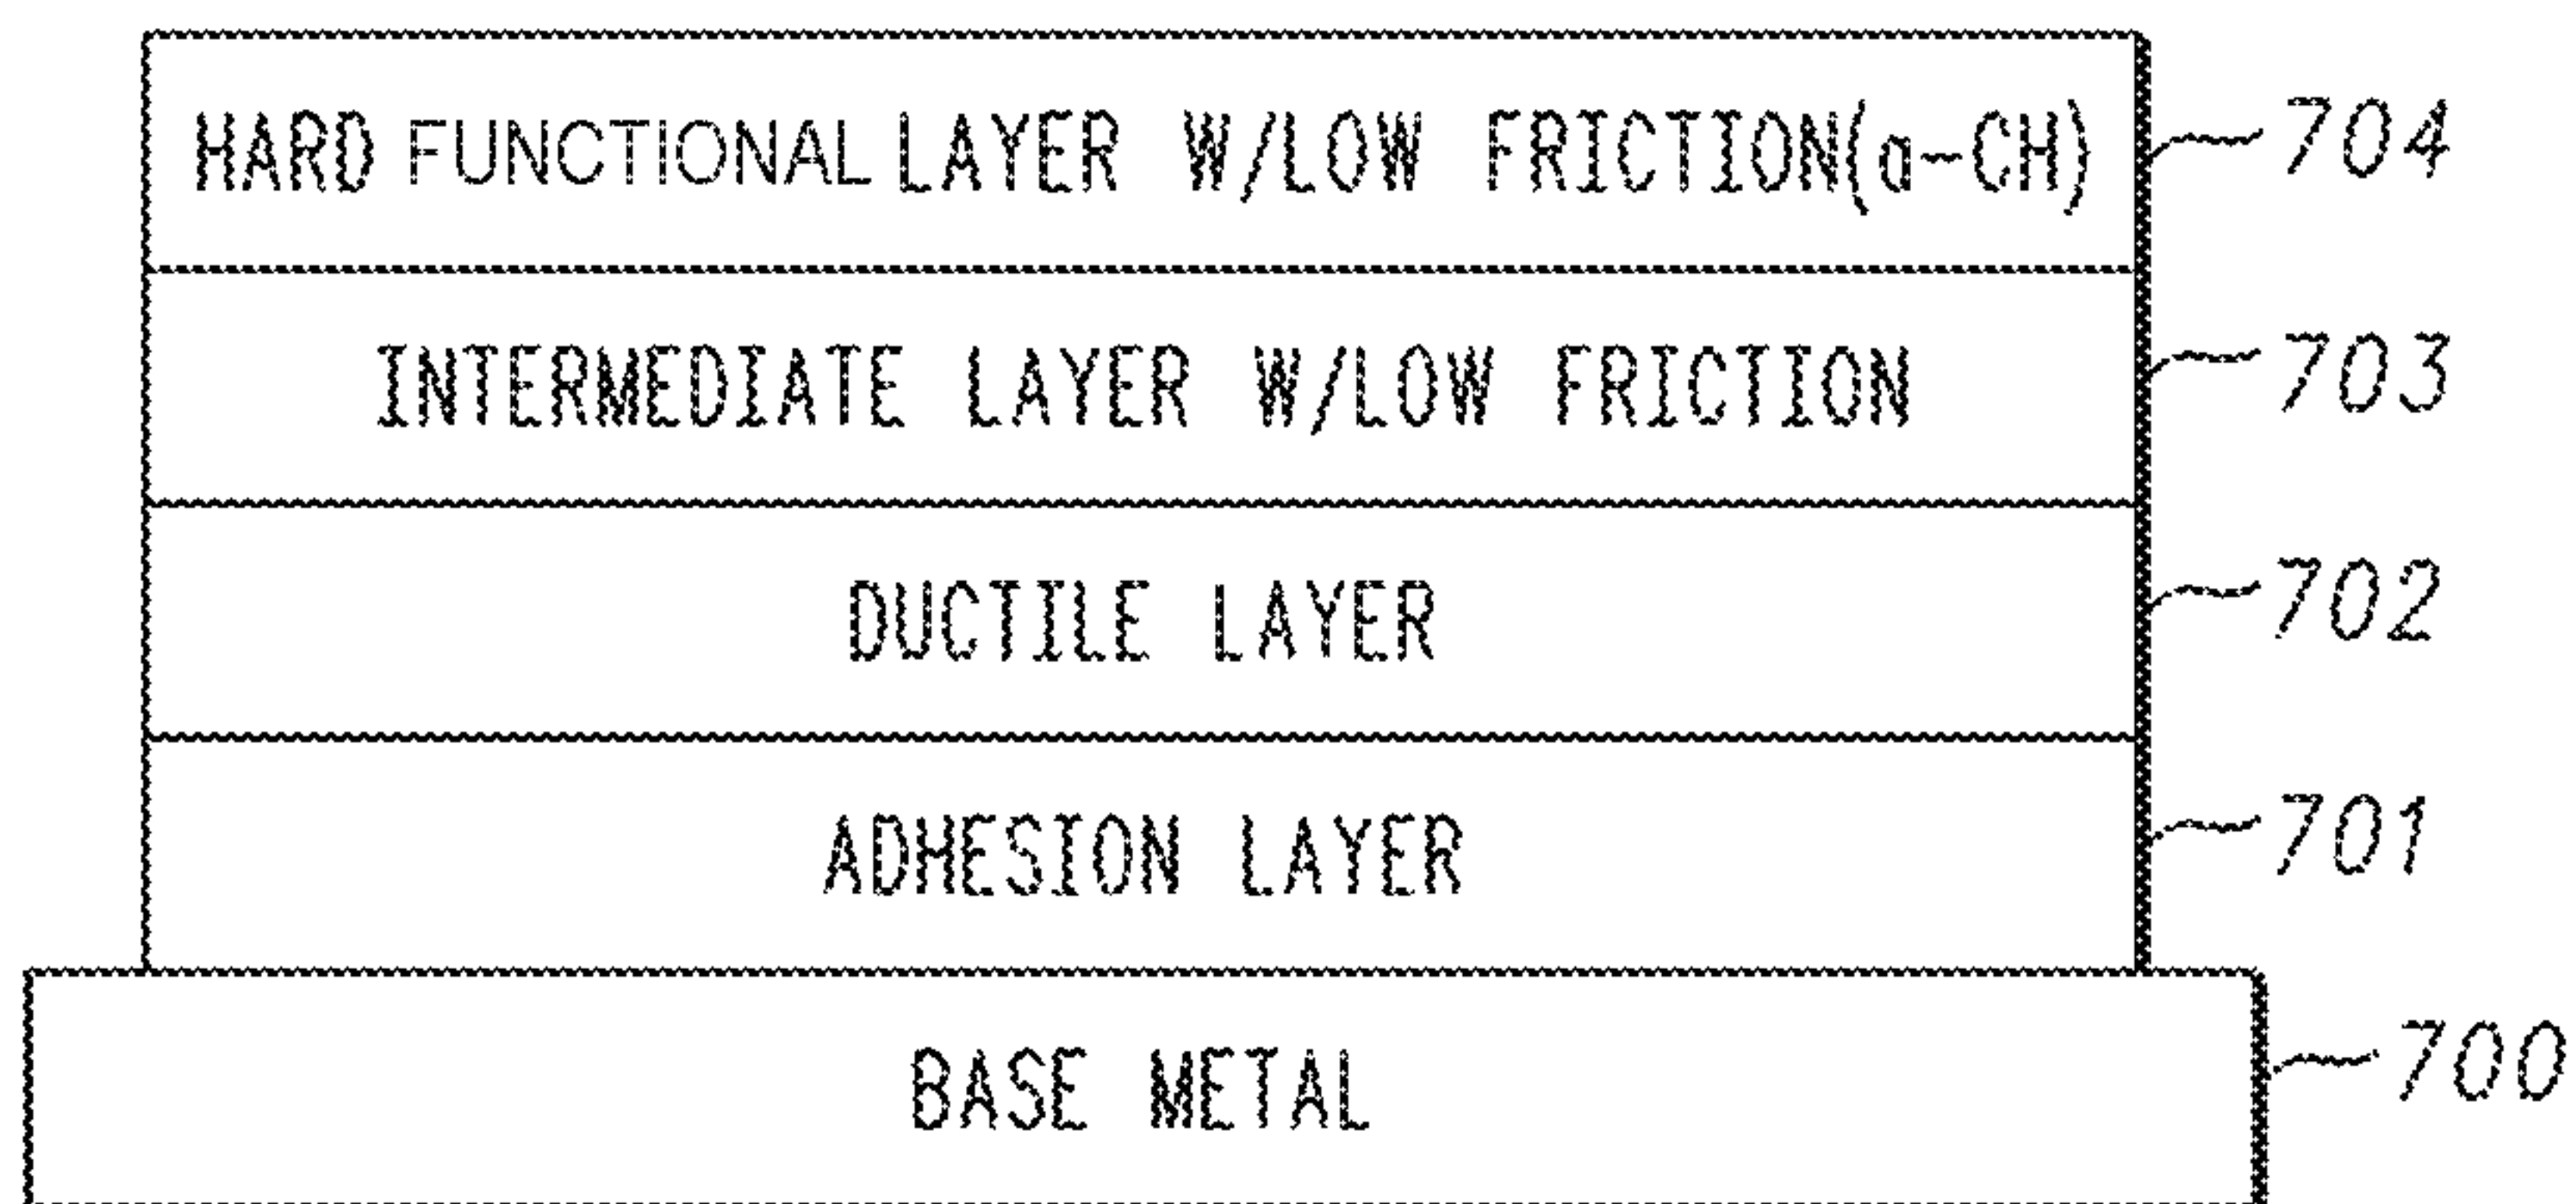 HARD FUNCTIONAL LAYER W/LOW FRICTION(a-CH) 704
INTERMEDIATE LAYER W/LOW FRICTION 703
DUCTILE LAYER 702
ADHESION LAYER 701
BASE METAL 700